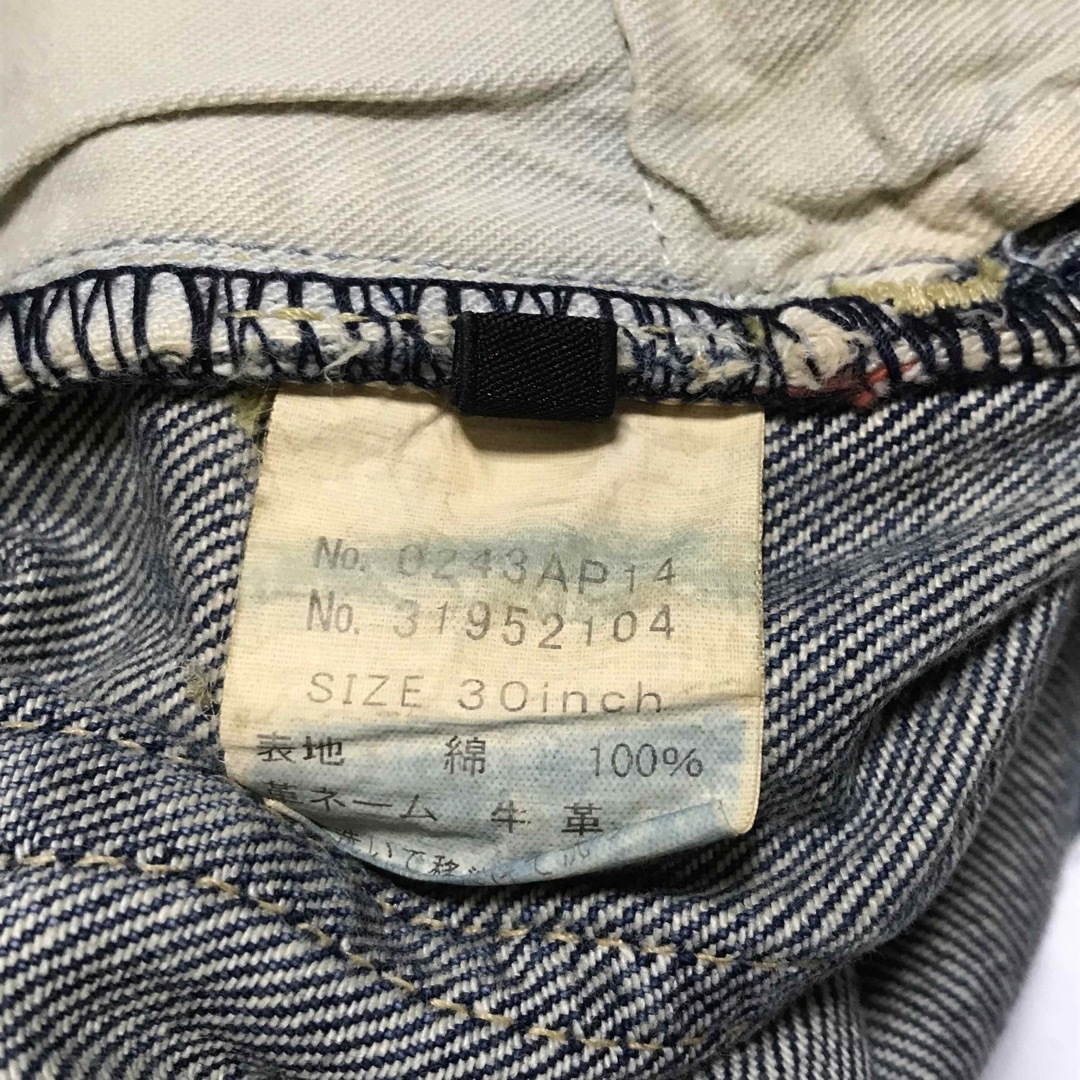 No. 0243AP14
No. 31952104
SIZE 30inch
表地 綿 100%
革ネーム 牛革